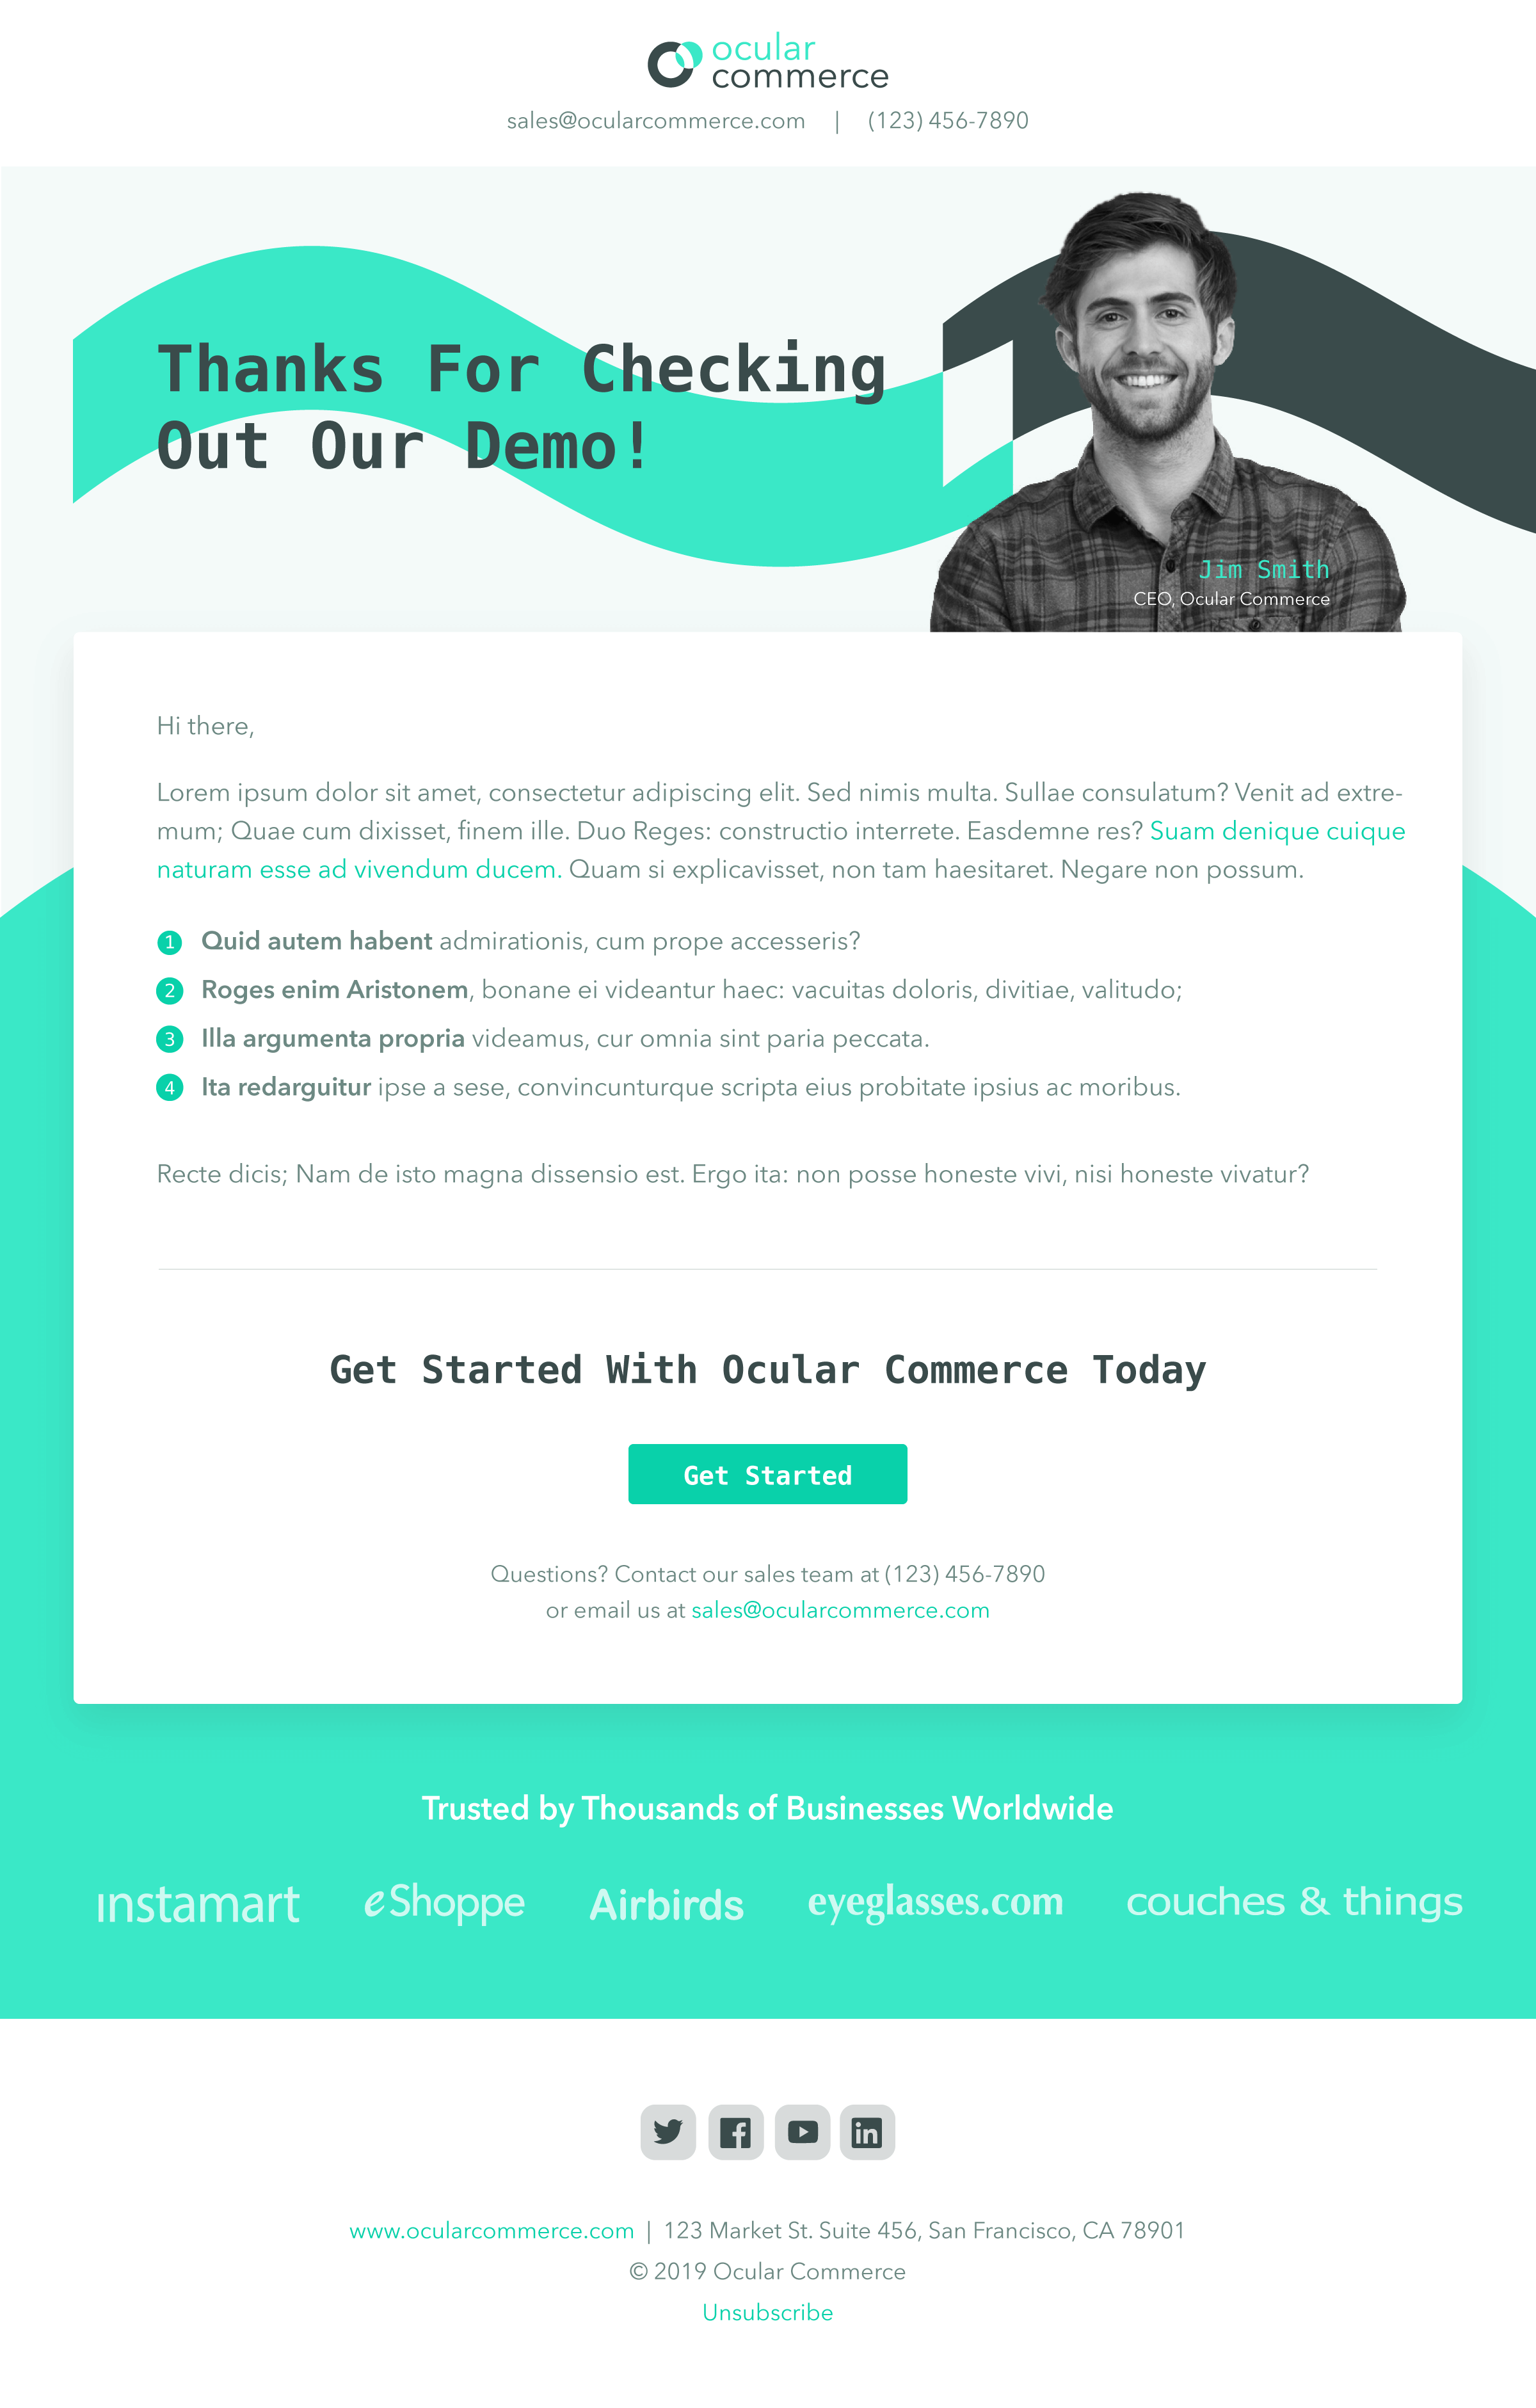 ocular
commerce
sales@ocularcommerce.com | (123) 456-7890
Thanks For Checking
Out Our Demo!
Jim Smith
CEO, Ocular Commerce
Hi there,
Lorem ipsum dolor sit amet, consectetur adipiscing elit. Sed nimis multa. Sullae consulatum? Venit ad extre-
mum; Quae cum dixisset, finem ille. Duo Reges: constructio interrete. Easdemne res? Suam denique cuique
naturam esse ad vivendum ducem. Quam si explicavisset, non tam haesitaret. Negare non possum.
1 Quid autem habent admirationis, cum prope accesseris?
2 Roges enim Aristonem, bonane ei videantur haec: vacuitas doloris, divitiae, valitudo;
3 Illa argumenta propria videamus, cur omnia sint paria peccata.
4 Ita redarguitur ipse a sese, convincunturque scripta eius probitate ipsius ac moribus.
Recte dicis; Nam de isto magna dissensio est. Ergo ita: non posse honeste vivi, nisi honeste vivatur?
Get Started With Ocular Commerce Today
Get Started
Questions? Contact our sales team at (123) 456-7890
or email us at sales@ocularcommerce.com
Trusted by Thousands of Businesses Worldwide
instamart eShoppe Airbirds eyeglasses.com couches & things
www.ocularcommerce.com | 123 Market St. Suite 456, San Francisco, CA 78901
© 2019 Ocular Commerce
Unsubscribe